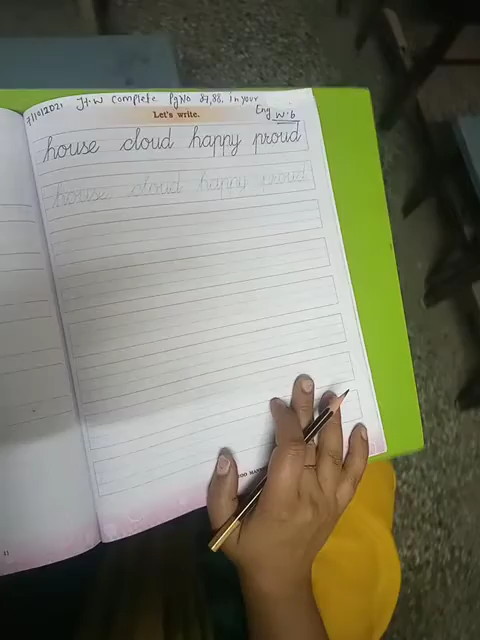 7/10/2021 H.W Complete Pg No 87,88. In your
Eng W.b
Let's write.
house cloud happy proud
house cloud happy proud